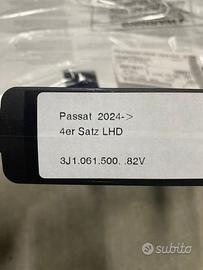 Passat 2024->
4er Satz LHD
3J1.061.500. .82V
subito